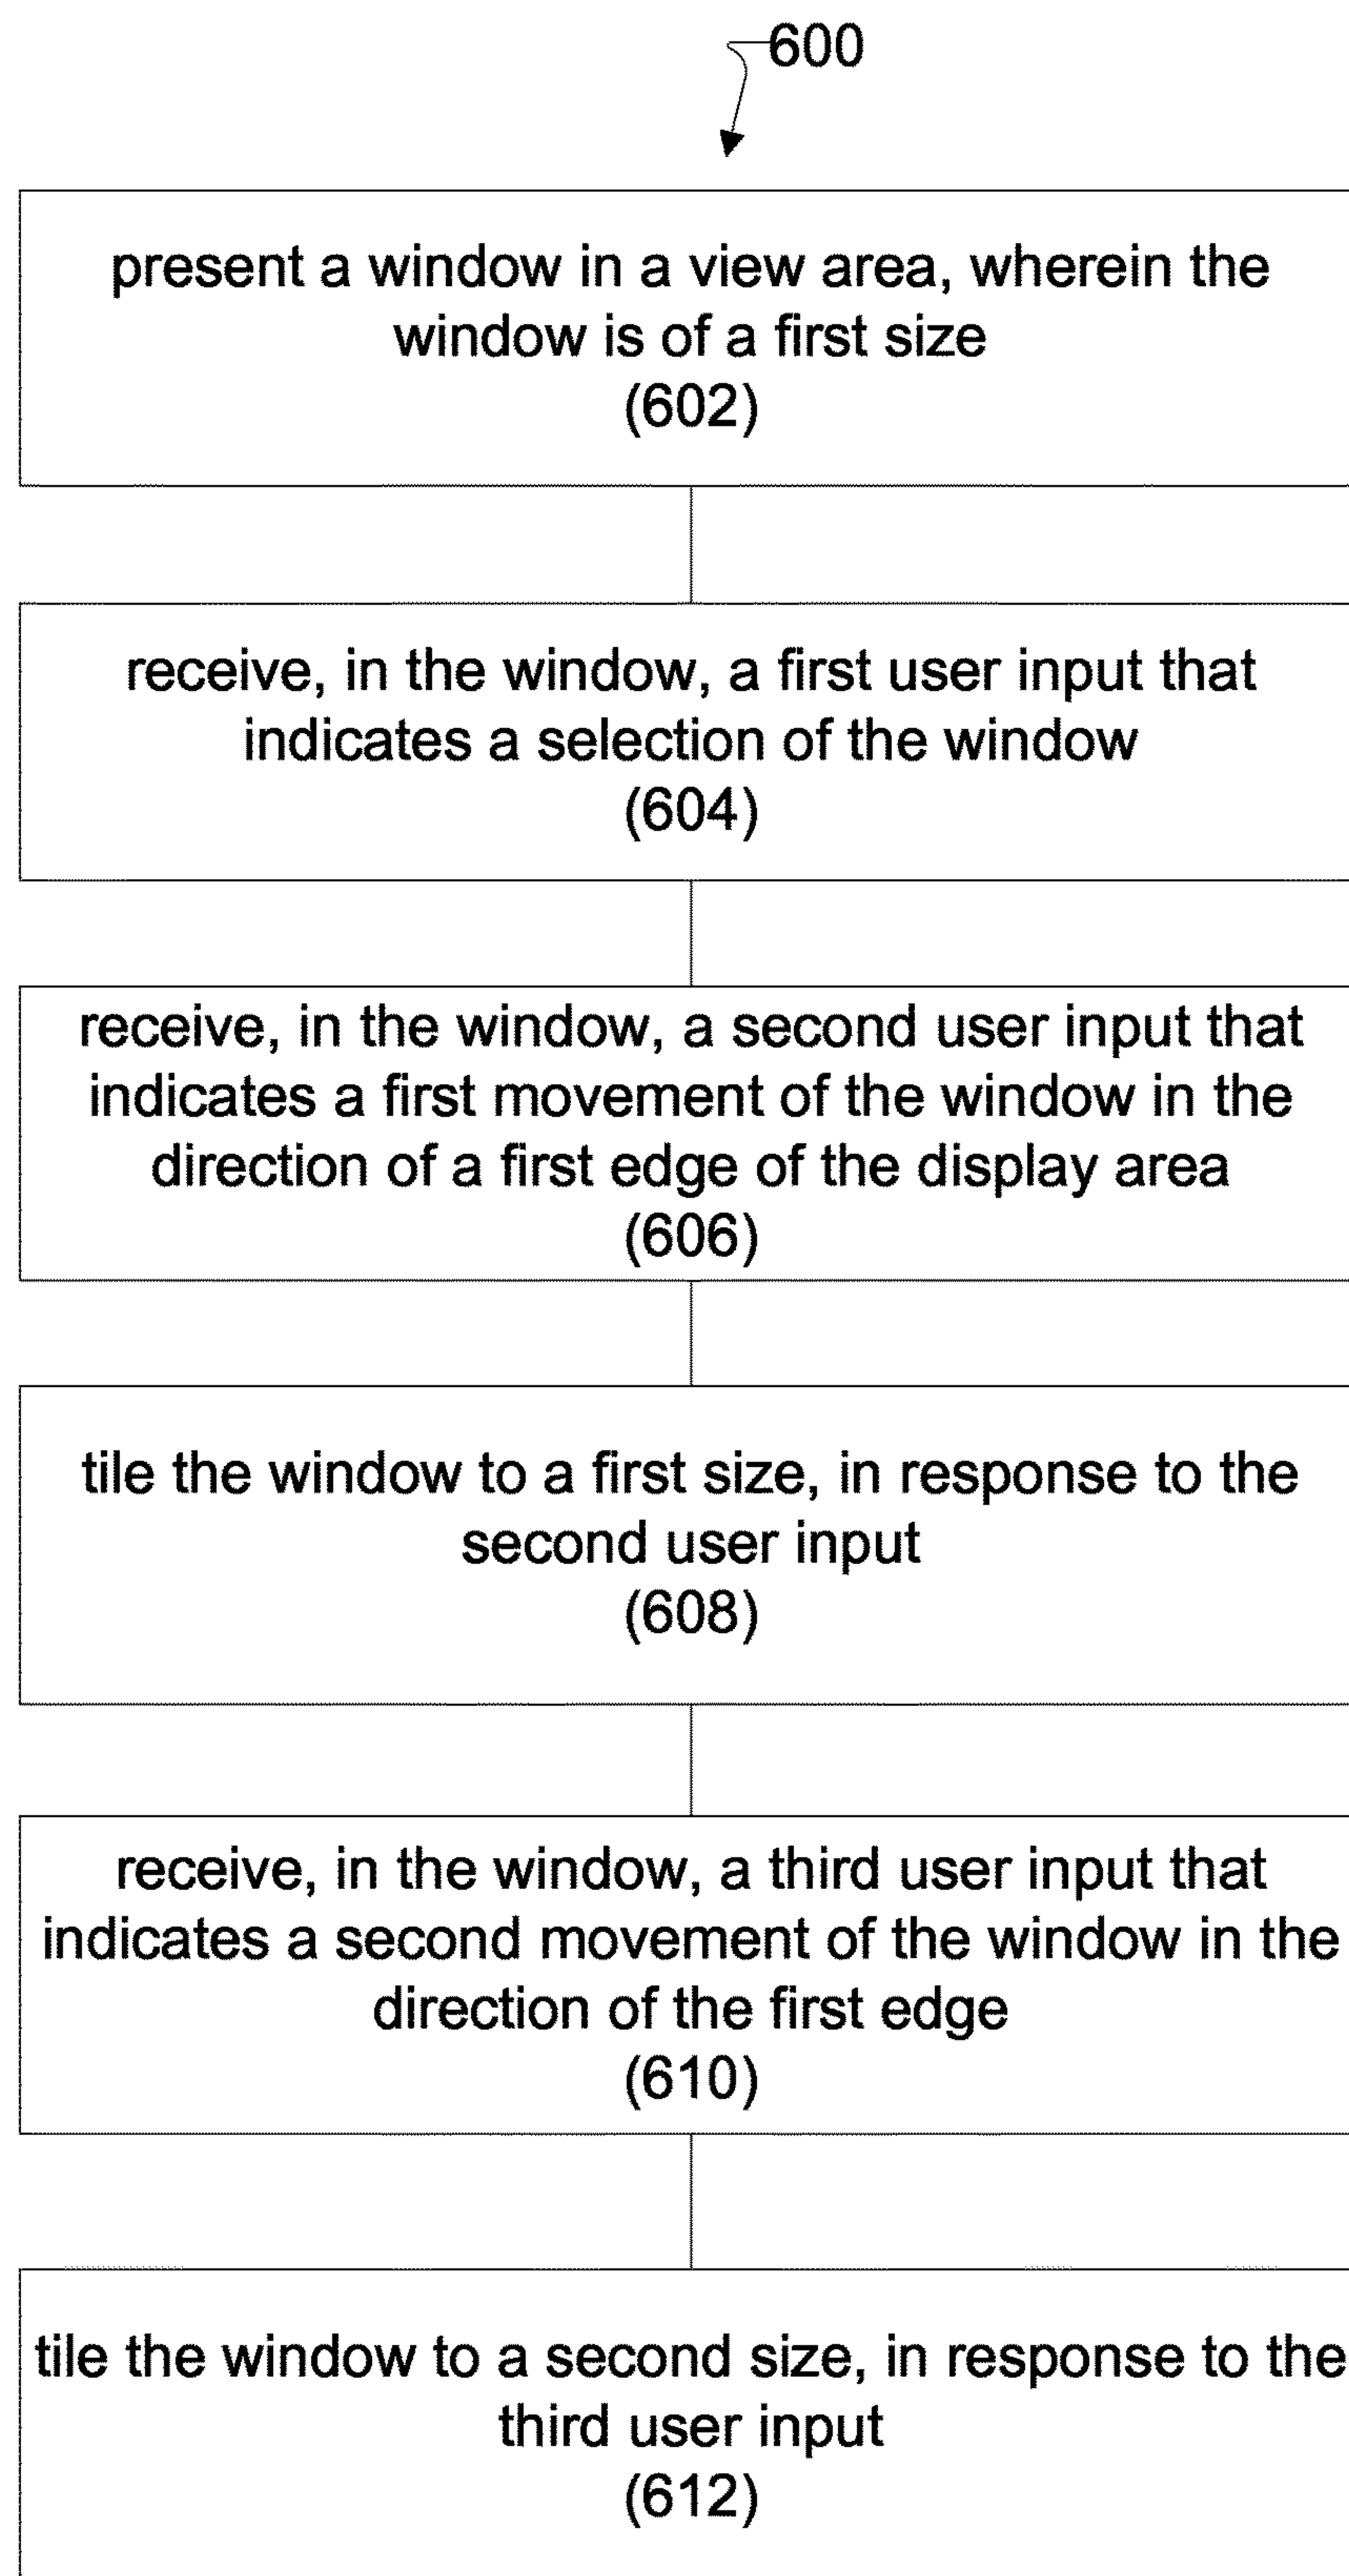 600
present a window in a view area, wherein the
window is of a first size
(602)
receive, in the window, a first user input that
indicates a selection of the window
(604)
receive, in the window, a second user input that
indicates a first movement of the window in the
direction of a first edge of the display area
(606)
tile the window to a first size, in response to the
second user input
(608)
receive, in the window, a third user input that
indicates a second movement of the window in the
direction of the first edge
(610)
tile the window to a second size, in response to the
third user input
(612)